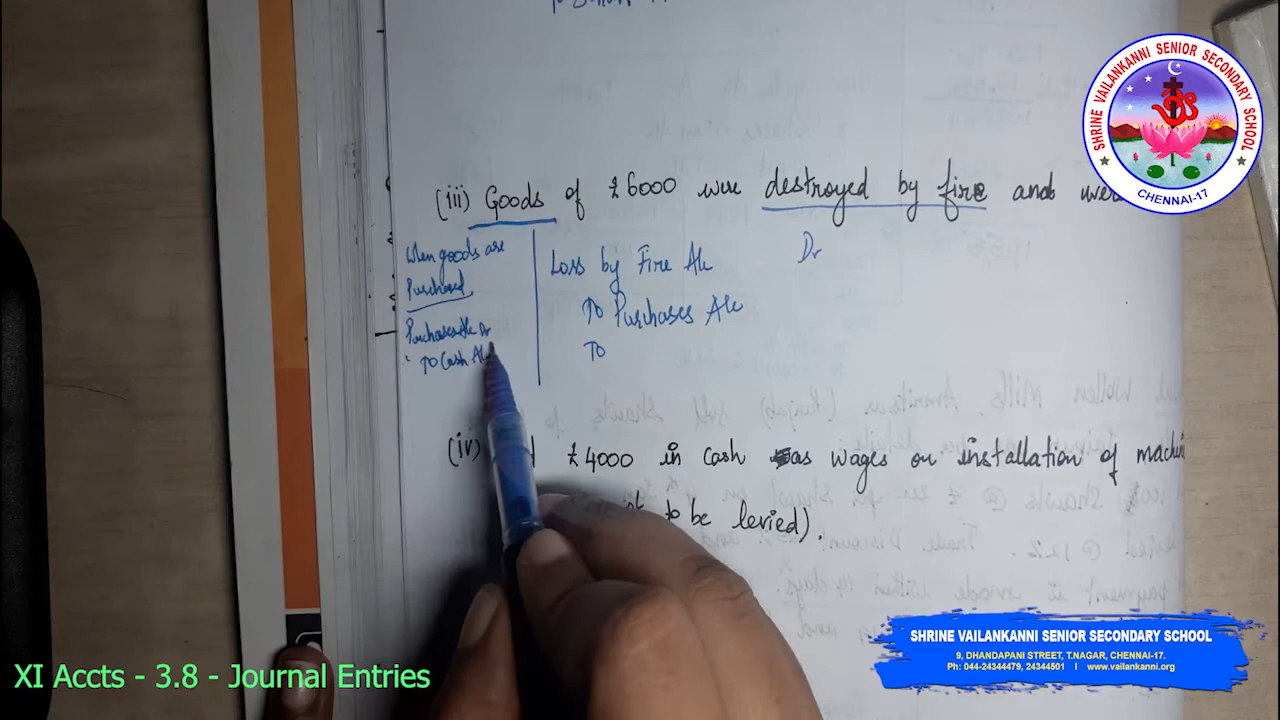 (iii) Goods of ₹6000 were destroyed by fire and were
When goods are
Purchased
Loss by Fire A/c Dr
To Purchases A/c
Purchases A/c Dr
To Cash A/c
To
(iv) ₹4000 in cash as wages on installation of machi
to be levied).
SHRINE VAILANKANNI SENIOR SECONDARY SCHOOL
CHENNAI-17
SHRINE VAILANKANNI SENIOR SECONDARY SCHOOL
9, DHANDAPANI STREET, T.NAGAR, CHENNAI-17.
Ph: 044-24344479, 24344501 I www.vailankanni.org
XI Accts - 3.8 - Journal Entries